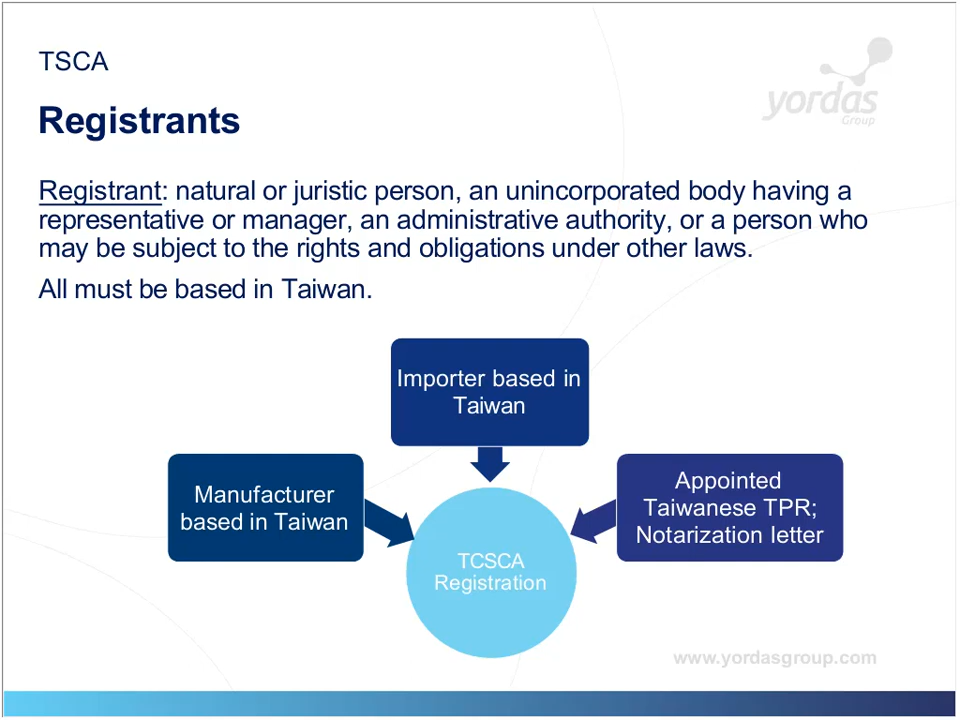 TSCA
yordas
Group
Registrants
Registrant: natural or juristic person, an unincorporated body having a
representative or manager, an administrative authority, or a person who
may be subject to the rights and obligations under other laws.
All must be based in Taiwan.
Importer based in
Taiwan
Manufacturer
based in Taiwan
Appointed
Taiwanese TPR;
Notarization letter
TCSCA
Registration
www.yordasgroup.com